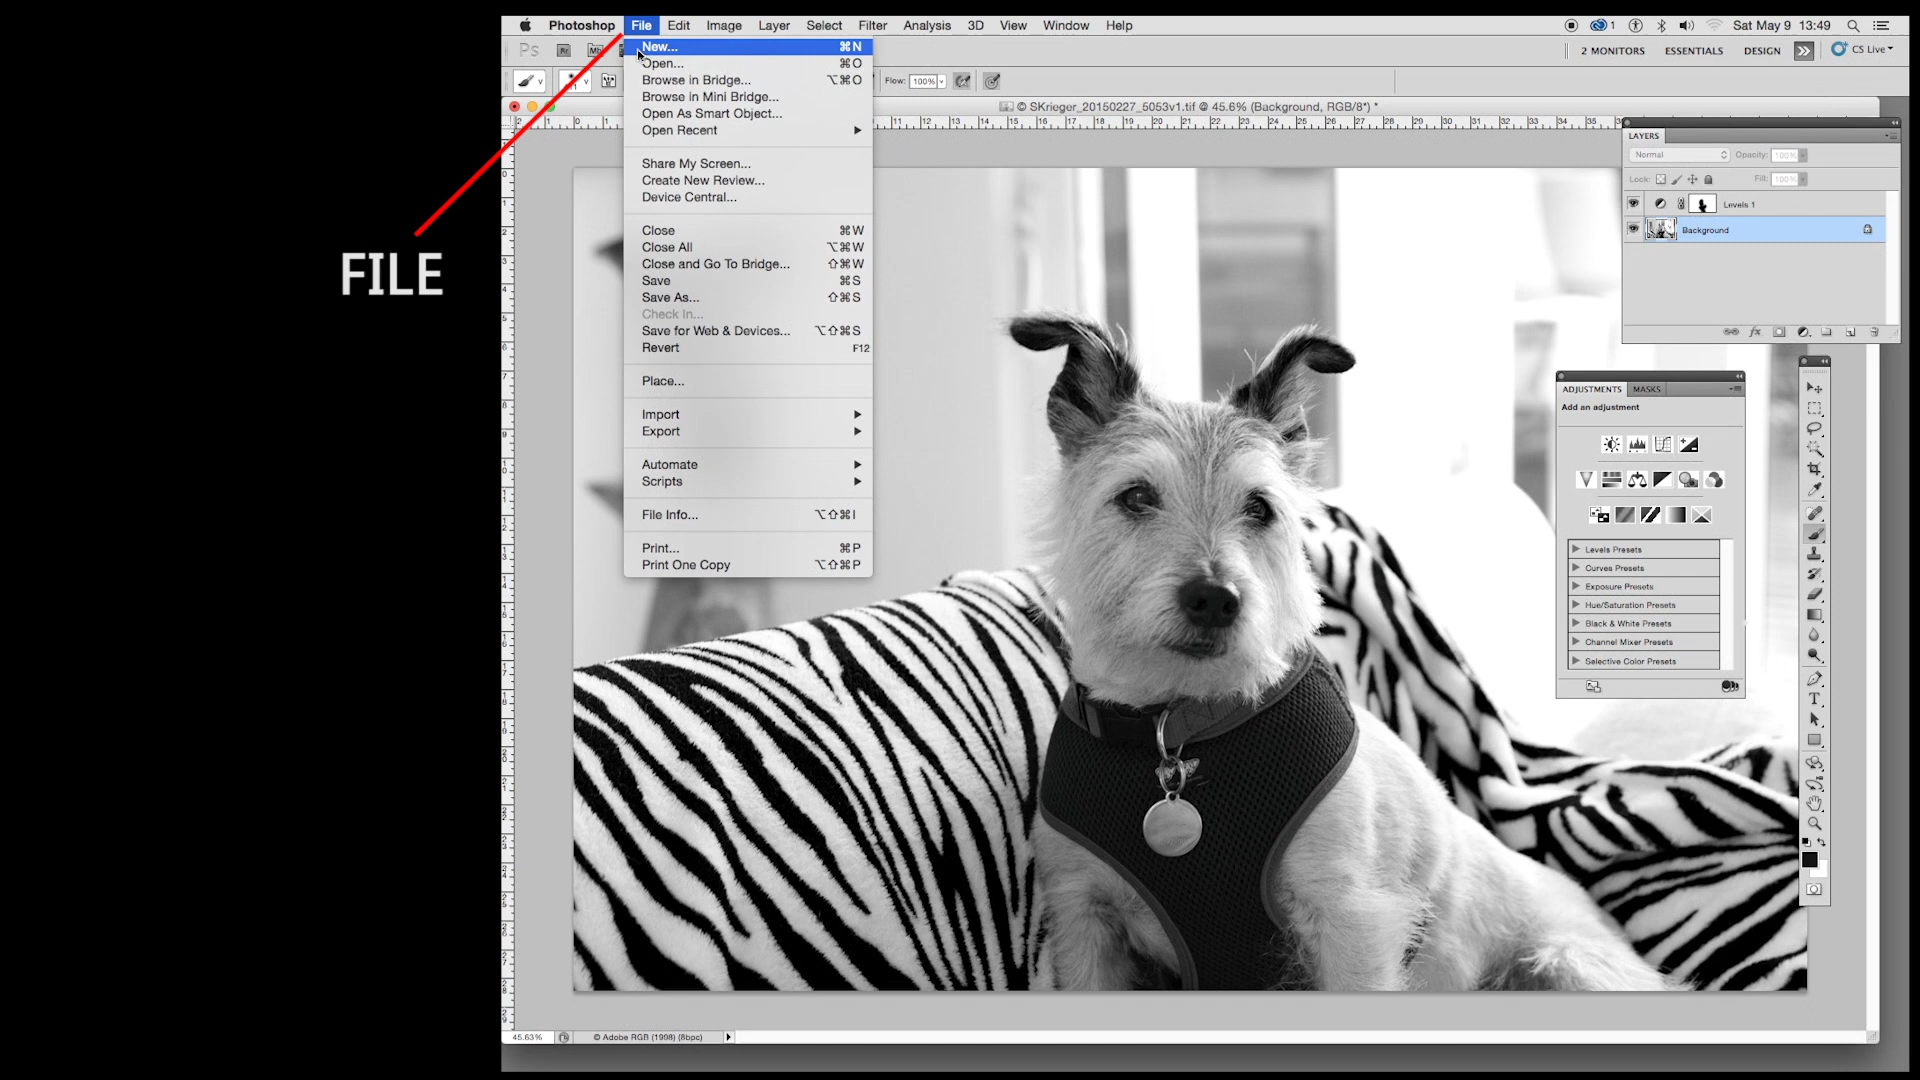 Photoshop File Edit Image Layer Select Filter Analysis 3D View Window Help
1 Sat May 9 13:49
Ps Br Mb 2 MONITORS ESSENTIALS DESIGN CS Live
Flow: 100%
© SKrieger_20150227_5053v1.tif @ 45.6% (Background, RGB/8*) *
FILE
New... ⌘N
Open... ⌘O
Browse in Bridge... ⌥⌘O
Browse in Mini Bridge...
Open As Smart Object...
Open Recent
Share My Screen...
Create New Review...
Device Central...
Close ⌘W
Close All ⌥⌘W
Close and Go To Bridge... ⇧⌘W
Save ⌘S
Save As... ⇧⌘S
Check In...
Save for Web & Devices... ⌥⇧⌘S
Revert F12
Place...
Import
Export
Automate
Scripts
File Info... ⌥⇧⌘I
Print... ⌘P
Print One Copy ⌥⇧⌘P
LAYERS
Normal Opacity: 100%
Lock: Fill: 100%
Levels 1
Background
ADJUSTMENTS MASKS
Add an adjustment
Levels Presets
Curves Presets
Exposure Presets
Hue/Saturation Presets
Black & White Presets
Channel Mixer Presets
Selective Color Presets
45.63% © Adobe RGB (1998) (8bpc)